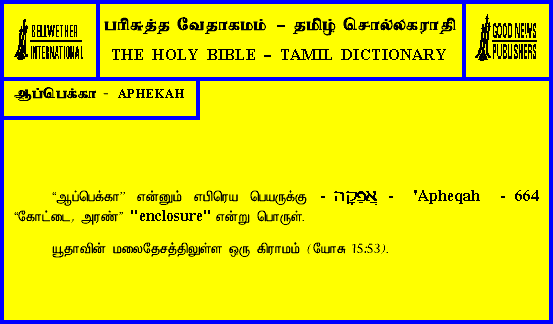 BELLWETHER
INTERNATIONAL
பரிசுத்த வேதாகமம் – தமிழ் சொல்லகராதி
THE HOLY BIBLE – TAMIL DICTIONARY
GOOD NEWS
PUBLISHERS
ஆப்பெக்கா - APHEKAH
“ஆப்பெக்கா” என்னும் எபிரெய பெயருக்கு - אֲפֵקָה - 'Apheqah - 664
“கோட்டை, அரண்” "enclosure" என்று பொருள்.
யூதாவின் மலைதேசத்திலுள்ள ஒரு கிராமம் (யோசு 15:53).